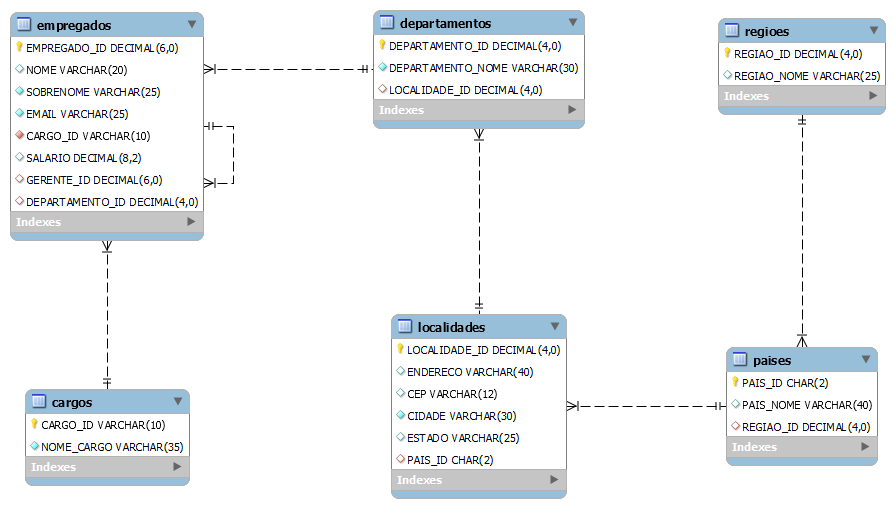 empregados
EMPREGADO_ID DECIMAL(6,0)
NOME VARCHAR(20)
SOBRENOME VARCHAR(25)
EMAIL VARCHAR(25)
CARGO_ID VARCHAR(10)
SALARIO DECIMAL(8,2)
GERENTE_ID DECIMAL(6,0)
DEPARTAMENTO_ID DECIMAL(4,0)
Indexes
departamentos
DEPARTAMENTO_ID DECIMAL(4,0)
DEPARTAMENTO_NOME VARCHAR(30)
LOCALIDADE_ID DECIMAL(4,0)
Indexes
regioes
REGIAO_ID DECIMAL(4,0)
REGIAO_NOME VARCHAR(25)
Indexes
cargos
CARGO_ID VARCHAR(10)
NOME_CARGO VARCHAR(35)
Indexes
localidades
LOCALIDADE_ID DECIMAL(4,0)
ENDERECO VARCHAR(40)
CEP VARCHAR(12)
CIDADE VARCHAR(30)
ESTADO VARCHAR(25)
PAIS_ID CHAR(2)
Indexes
paises
PAIS_ID CHAR(2)
PAIS_NOME VARCHAR(40)
REGIAO_ID DECIMAL(4,0)
Indexes